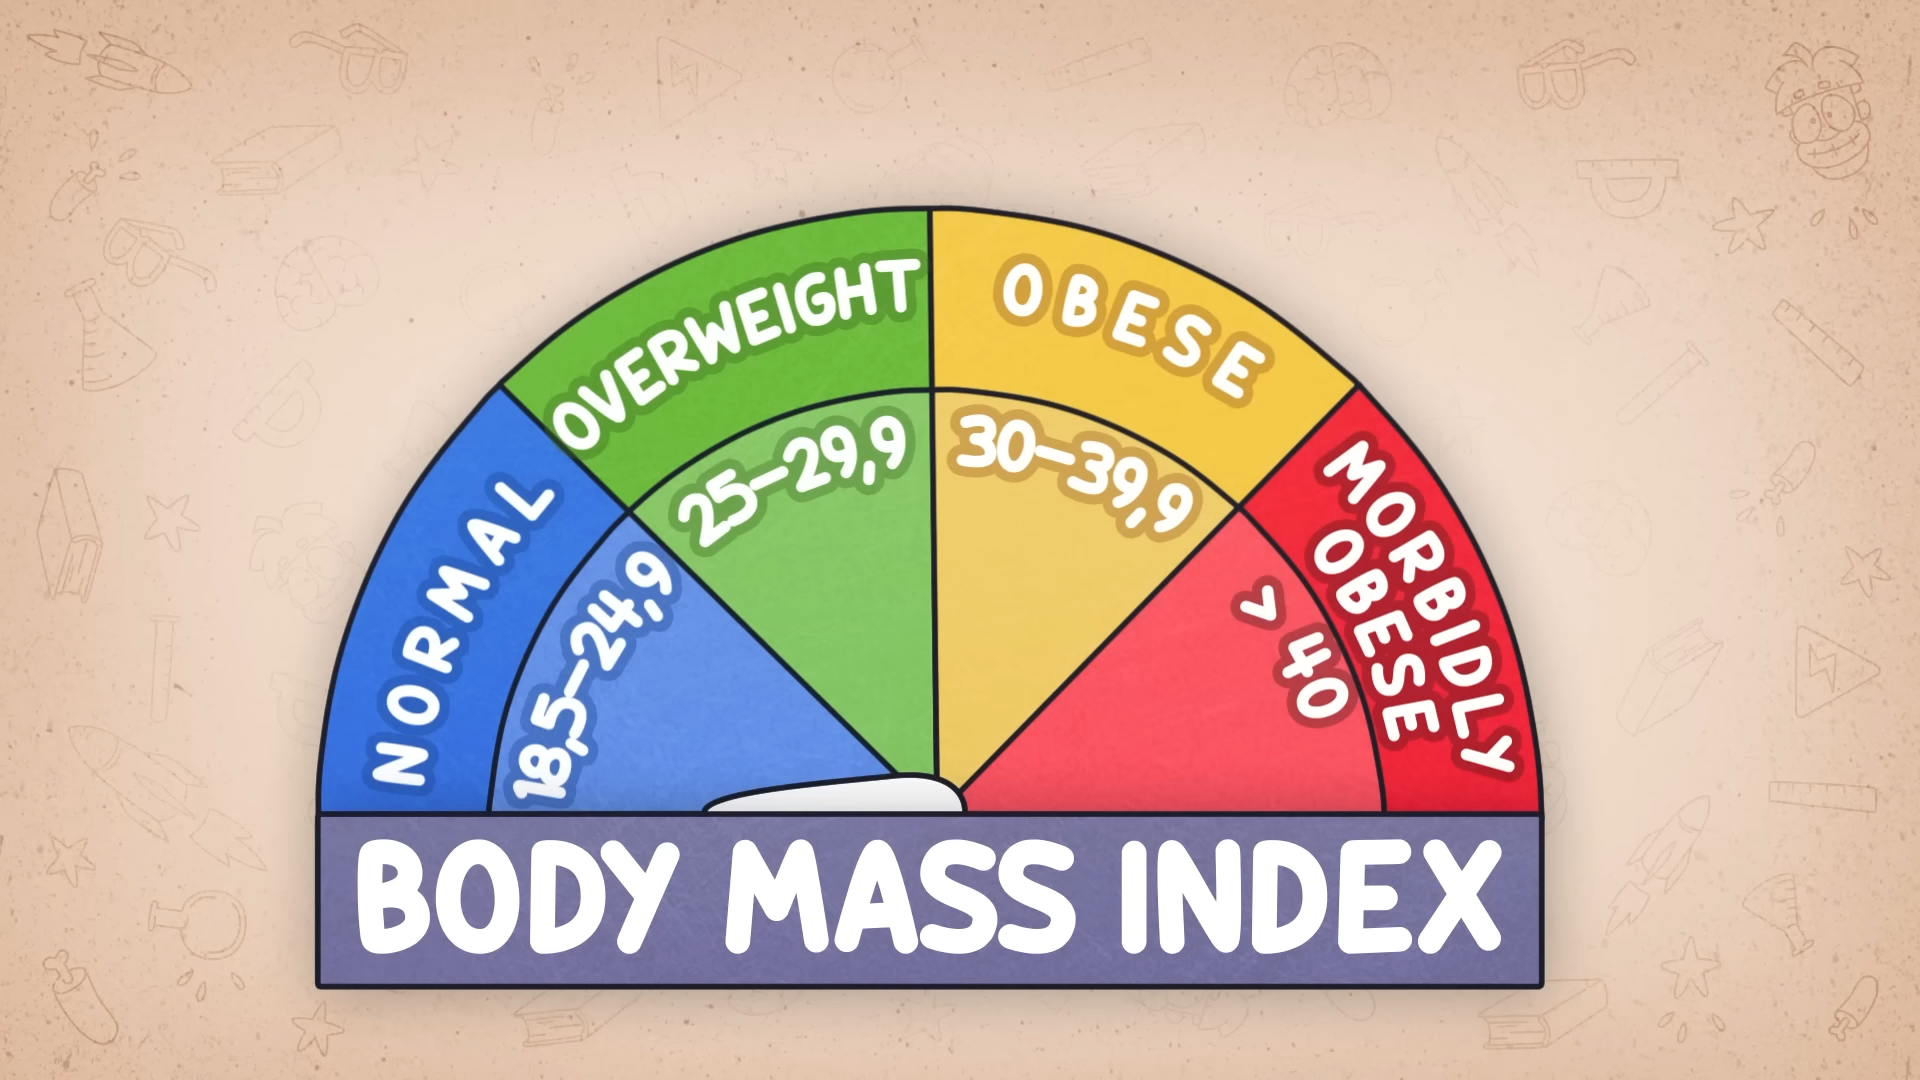 NORMAL
OVERWEIGHT
OBESE
MORBIDLY
OBESE
18,5–24,9
25–29,9
30–39,9
> 40
BODY MASS INDEX